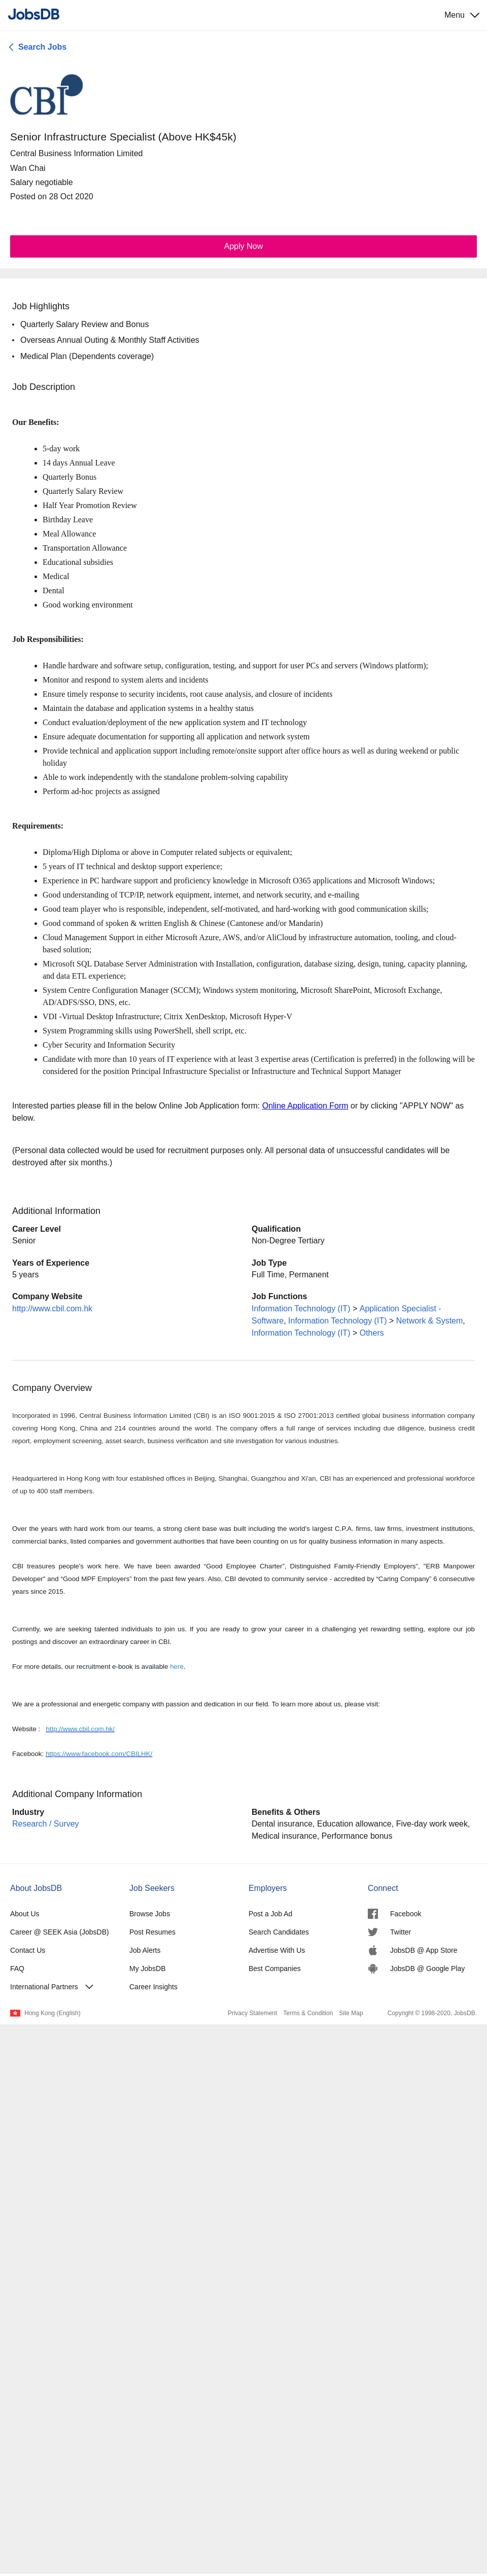 JobsDB
Menu
Search Jobs
CBI
Senior Infrastructure Specialist (Above HK$45k)
Central Business Information Limited
Wan Chai
Salary negotiable
Posted on 28 Oct 2020
Apply Now
Job Highlights
• Quarterly Salary Review and Bonus
• Overseas Annual Outing & Monthly Staff Activities
• Medical Plan (Dependents coverage)
Job Description
Our Benefits:
• 5-day work
• 14 days Annual Leave
• Quarterly Bonus
• Quarterly Salary Review
• Half Year Promotion Review
• Birthday Leave
• Meal Allowance
• Transportation Allowance
• Educational subsidies
• Medical
• Dental
• Good working environment
Job Responsibilities:
• Handle hardware and software setup, configuration, testing, and support for user PCs and servers (Windows platform);
• Monitor and respond to system alerts and incidents
• Ensure timely response to security incidents, root cause analysis, and closure of incidents
• Maintain the database and application systems in a healthy status
• Conduct evaluation/deployment of the new application system and IT technology
• Ensure adequate documentation for supporting all application and network system
• Provide technical and application support including remote/onsite support after office hours as well as during weekend or public
holiday
• Able to work independently with the standalone problem-solving capability
• Perform ad-hoc projects as assigned
Requirements:
• Diploma/High Diploma or above in Computer related subjects or equivalent;
• 5 years of IT technical and desktop support experience;
• Experience in PC hardware support and proficiency knowledge in Microsoft O365 applications and Microsoft Windows;
• Good understanding of TCP/IP, network equipment, internet, and network security, and e-mailing
• Good team player who is responsible, independent, self-motivated, and hard-working with good communication skills;
• Good command of spoken & written English & Chinese (Cantonese and/or Mandarin)
• Cloud Management Support in either Microsoft Azure, AWS, and/or AliCloud by infrastructure automation, tooling, and cloud-
based solution;
• Microsoft SQL Database Server Administration with Installation, configuration, database sizing, design, tuning, capacity planning,
and data ETL experience;
• System Centre Configuration Manager (SCCM); Windows system monitoring, Microsoft SharePoint, Microsoft Exchange,
AD/ADFS/SSO, DNS, etc.
• VDI -Virtual Desktop Infrastructure; Citrix XenDesktop, Microsoft Hyper-V
• System Programming skills using PowerShell, shell script, etc.
• Cyber Security and Information Security
• Candidate with more than 10 years of IT experience with at least 3 expertise areas (Certification is preferred) in the following will be
considered for the position Principal Infrastructure Specialist or Infrastructure and Technical Support Manager
Interested parties please fill in the below Online Job Application form: Online Application Form or by clicking "APPLY NOW" as
below.
(Personal data collected would be used for recruitment purposes only. All personal data of unsuccessful candidates will be
destroyed after six months.)
Additional Information
Career Level
Senior
Qualification
Non-Degree Tertiary
Years of Experience
5 years
Job Type
Full Time, Permanent
Company Website
http://www.cbil.com.hk
Job Functions
Information Technology (IT) > Application Specialist -
Software, Information Technology (IT) > Network & System,
Information Technology (IT) > Others
Company Overview
Incorporated in 1996, Central Business Information Limited (CBI) is an ISO 9001:2015 & ISO 27001:2013 certified global business information company
covering Hong Kong, China and 214 countries around the world. The company offers a full range of services including due diligence, business credit
report, employment screening, asset search, business verification and site investigation for various industries.
Headquartered in Hong Kong with four established offices in Beijing, Shanghai, Guangzhou and Xi'an, CBI has an experienced and professional workforce
of up to 400 staff members.
Over the years with hard work from our teams, a strong client base was built including the world's largest C.P.A. firms, law firms, investment institutions,
commercial banks, listed companies and government authorities that have been counting on us for quality business information in many aspects.
CBI treasures people's work here. We have been awarded “Good Employee Charter”, Distinguished Family-Friendly Employers”, "ERB Manpower
Developer" and “Good MPF Employers” from the past few years. Also, CBI devoted to community service - accredited by “Caring Company” 6 consecutive
years since 2015.
Currently, we are seeking talented individuals to join us. If you are ready to grow your career in a challenging yet rewarding setting, explore our job
postings and discover an extraordinary career in CBI.
For more details, our recruitment e-book is available here.
We are a professional and energetic company with passion and dedication in our field. To learn more about us, please visit:
Website : http://www.cbil.com.hk/
Facebook: https://www.facebook.com/CBILHK/
Additional Company Information
Industry
Research / Survey
Benefits & Others
Dental insurance, Education allowance, Five-day work week,
Medical insurance, Performance bonus
About JobsDB
About Us
Career @ SEEK Asia (JobsDB)
Contact Us
FAQ
International Partners
Job Seekers
Browse Jobs
Post Resumes
Job Alerts
My JobsDB
Career Insights
Employers
Post a Job Ad
Search Candidates
Advertise With Us
Best Companies
Connect
Facebook
Twitter
JobsDB @ App Store
JobsDB @ Google Play
Hong Kong (English)
Privacy Statement Terms & Condition Site Map Copyright © 1998-2020, JobsDB.